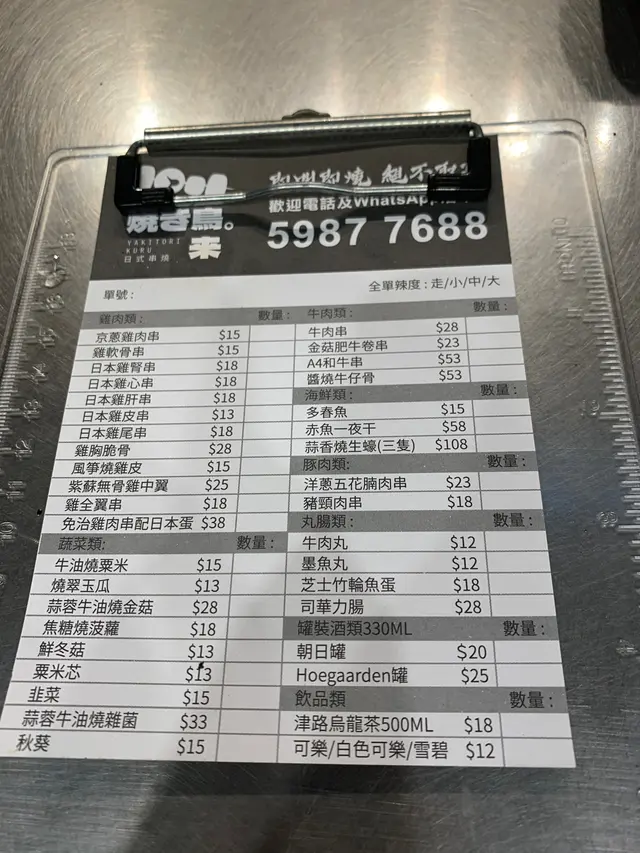 焼き鳥。
来
YAKITORI
KORU
日式串燒
歡迎電話及WhatsApp
5987 7688
單號:
全單辣度:走/小/中/大
雞肉類: 數量:
京蔥雞肉串 $15
雞軟骨串 $15
日本雞腎串 $18
日本雞心串 $18
日本雞肝串 $18
日本雞皮串 $13
日本雞尾串 $18
雞胸脆骨 $28
風箏燒雞皮 $15
紫蘇無骨雞中翼 $25
雞全翼串 $18
免治雞肉串配日本蛋 $38
蔬菜類: 數量:
牛油燒粟米 $15
燒翠玉瓜 $13
蒜蓉牛油燒金菇 $28
焦糖燒菠蘿 $18
鮮冬菇 $13
粟米芯 $13
韭菜 $15
蒜蓉牛油燒雜菌 $33
秋葵 $15
牛肉類: 數量:
牛肉串 $28
金菇肥牛卷串 $23
A4和牛串 $53
醬燒牛仔骨 $53
海鮮類: 數量:
多春魚 $15
赤魚一夜干 $58
蒜香燒生蠔(三隻) $108
豚肉類: 數量:
洋蔥五花腩肉串 $23
豬頸肉串 $18
丸腸類: 數量:
牛肉丸 $12
墨魚丸 $12
芝士竹輪魚蛋 $18
司華力腸 $28
罐裝酒類330ML 數量:
朝日罐 $20
Hoegaarden罐 $25
飲品類 數量:
津路烏龍茶500ML $18
可樂/白色可樂/雪碧 $12